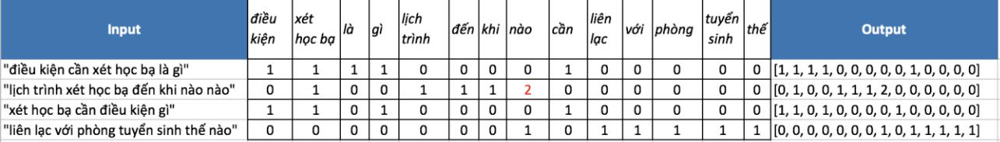 Input điều kiện xét học bạ là gì lịch trình đến khi nào cần liên lạc với phòng tuyển sinh thế Output
"điều kiện cần xét học bạ là gì" 1 1 1 1 0 0 0 0 1 0 0 0 0 0 [1, 1, 1, 1, 0, 0, 0, 0, 0, 1, 0, 0, 0, 0]
"lịch trình xét học bạ đến khi nào nào" 0 1 0 0 1 1 1 2 0 0 0 0 0 0 [0, 1, 0, 0, 1, 1, 1, 2, 0, 0, 0, 0, 0, 0]
"xét học bạ cần điều kiện gì" 1 1 0 1 0 0 0 0 1 0 0 0 0 0 [1, 1, 0, 1, 0, 0, 0, 0, 1, 0, 0, 0, 0, 0]
"liên lạc với phòng tuyển sinh thế nào" 0 0 0 0 0 0 0 1 0 1 1 1 1 1 [0, 0, 0, 0, 0, 0, 0, 1, 0, 1, 1, 1, 1, 1]